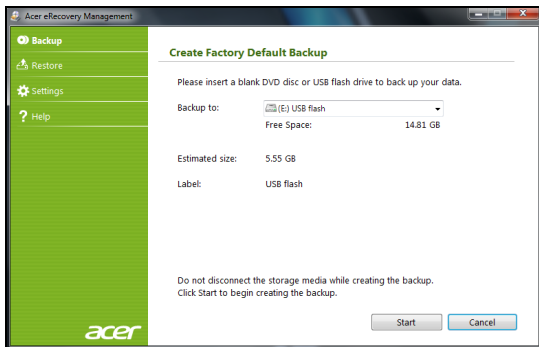 Acer eRecovery Management
Backup
Restore
Settings
? Help
Create Factory Default Backup
Please insert a blank DVD disc or USB flash drive to back up your data.
Backup to: (E:) USB flash
Free Space: 14.81 GB
Estimated size: 5.55 GB
Label: USB flash
Do not disconnect the storage media while creating the backup.
Click Start to begin creating the backup.
Start Cancel
acer